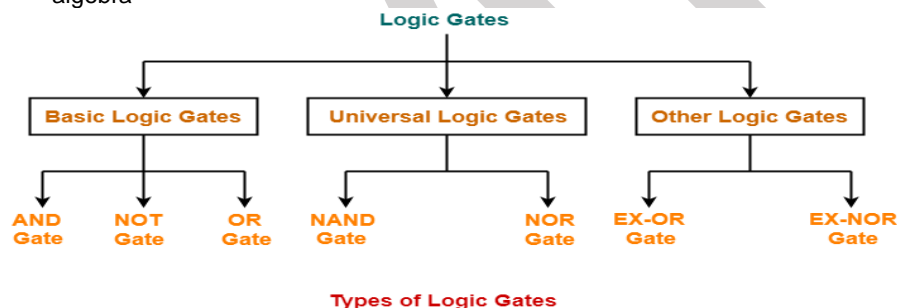 algebra
Logic Gates
Basic Logic Gates
Universal Logic Gates
Other Logic Gates
AND
Gate
NOT
Gate
OR
Gate
NAND
Gate
NOR
Gate
EX-OR
Gate
EX-NOR
Gate
Types of Logic Gates